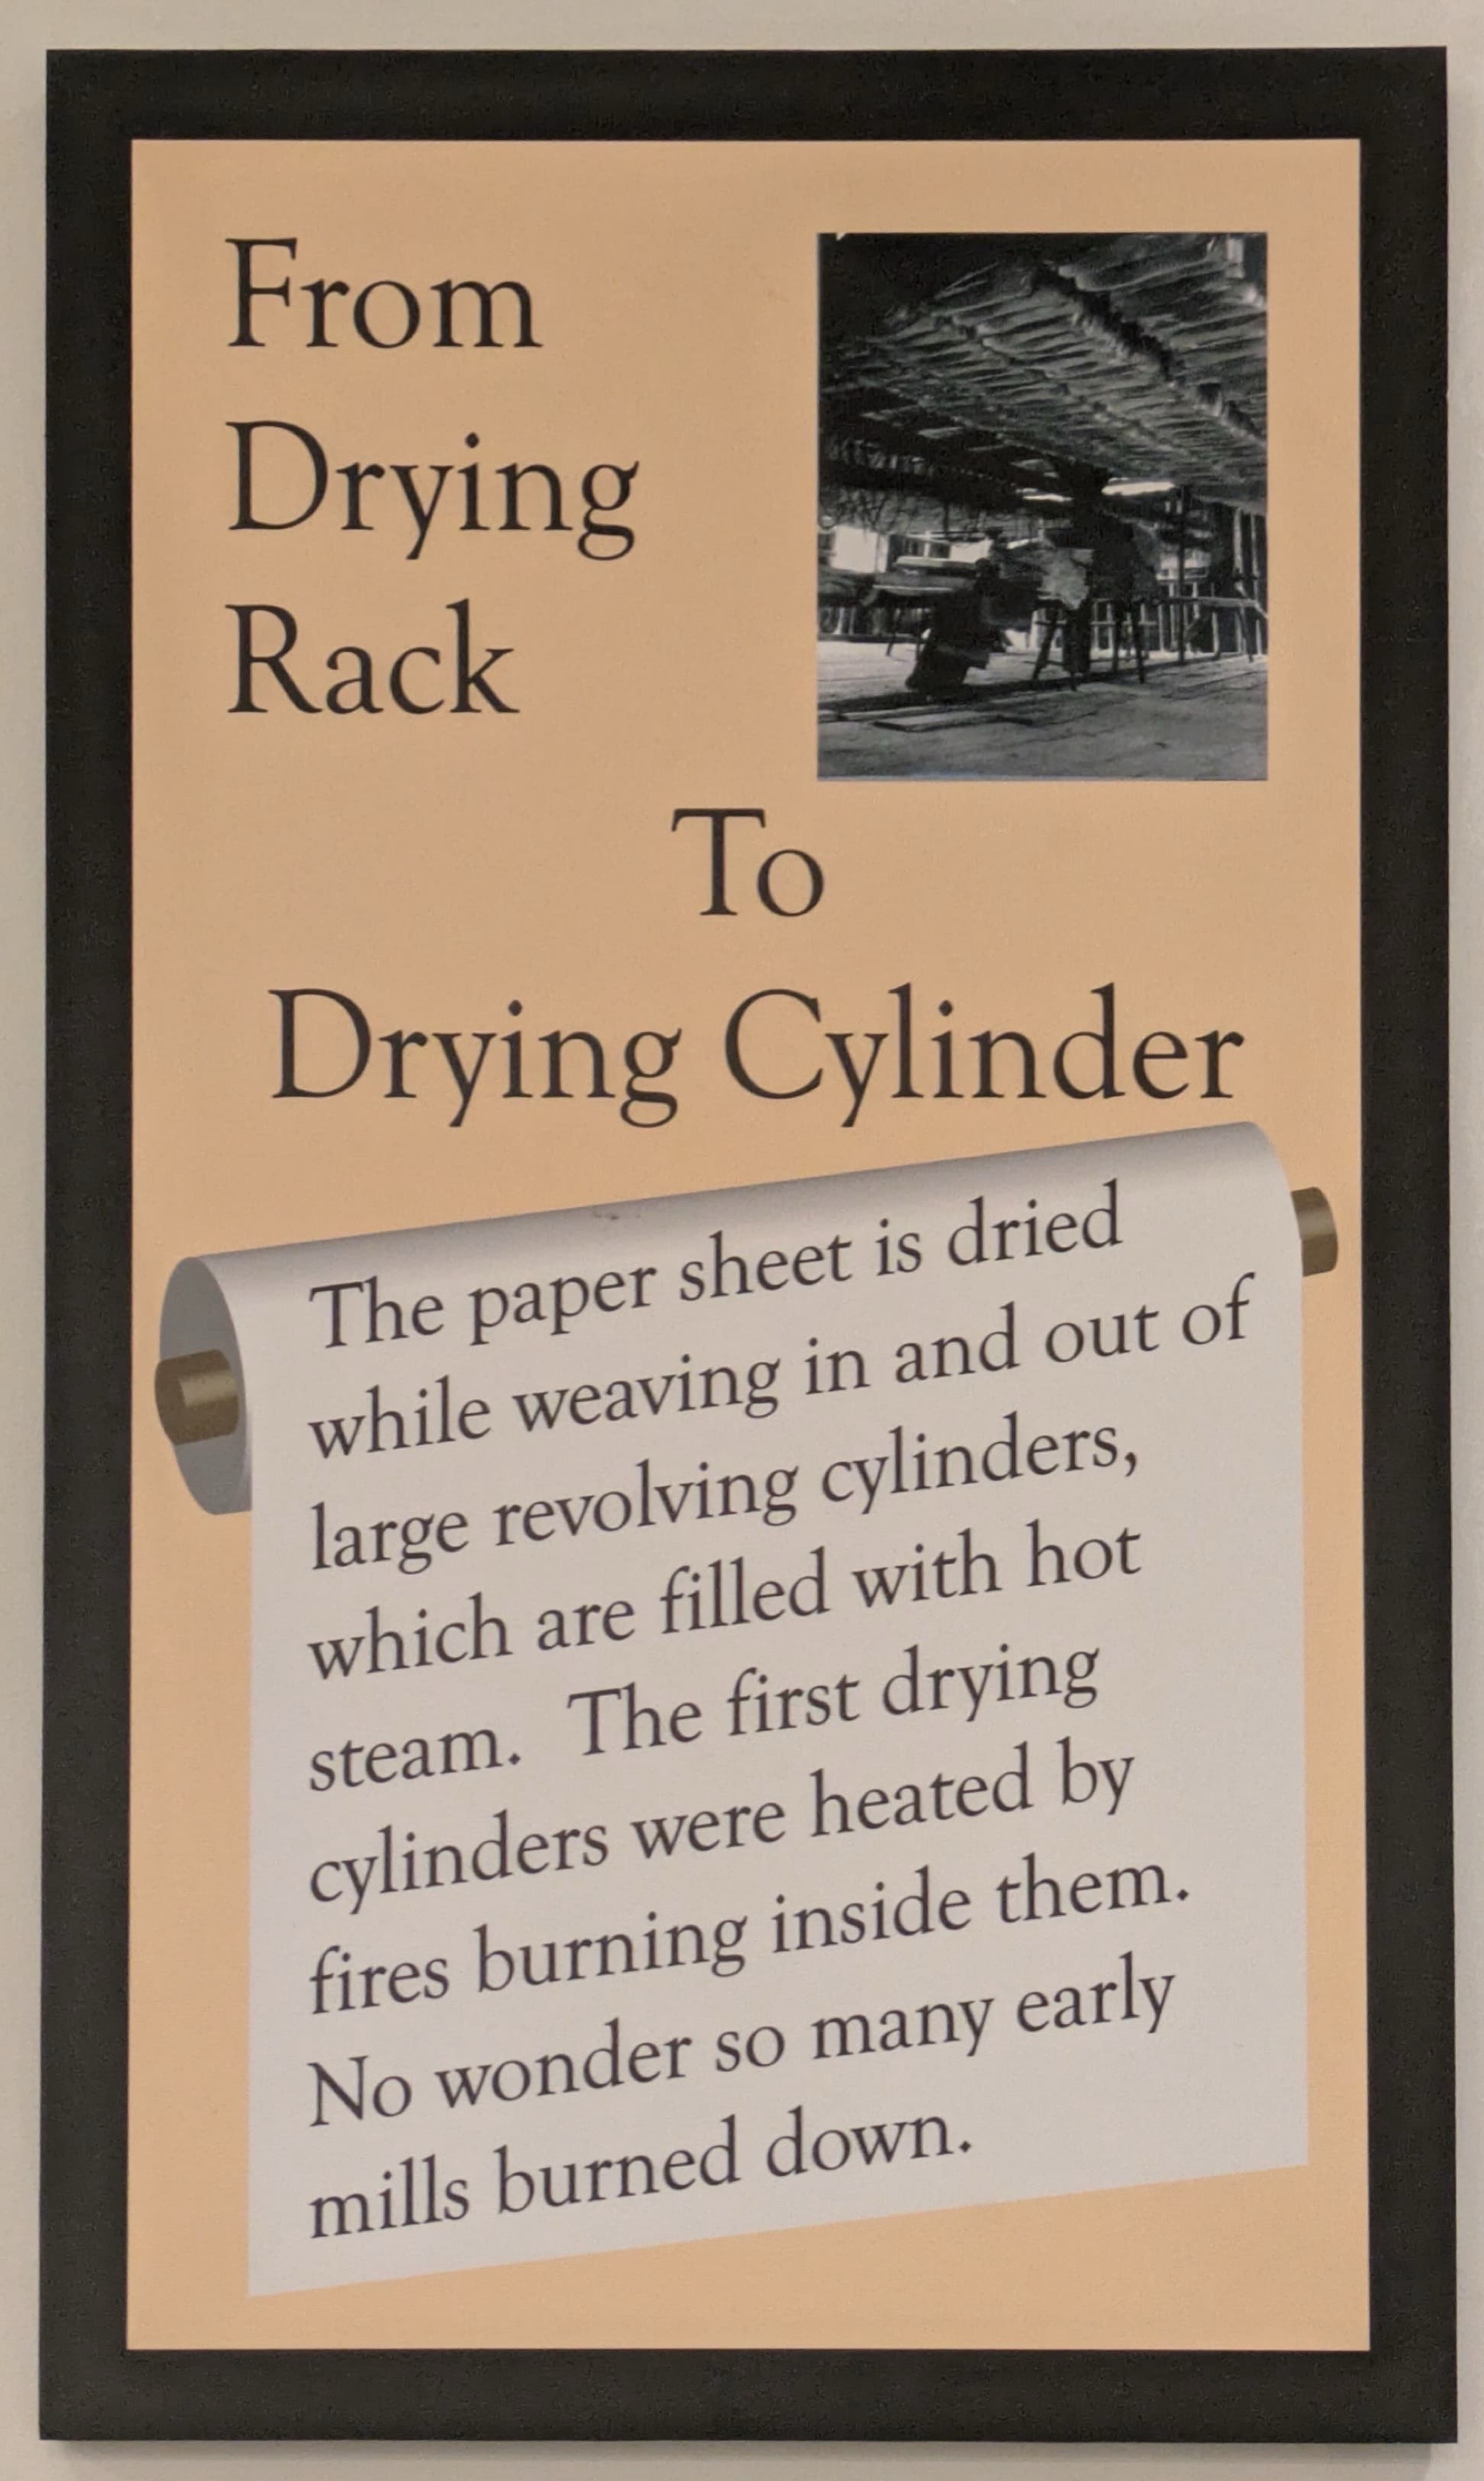 From
Drying
Rack
To
Drying Cylinder
The paper sheet is dried
while weaving in and out of
large revolving cylinders,
which are filled with hot
steam.  The first drying
cylinders were heated by
fires burning inside them.
No wonder so many early
mills burned down.